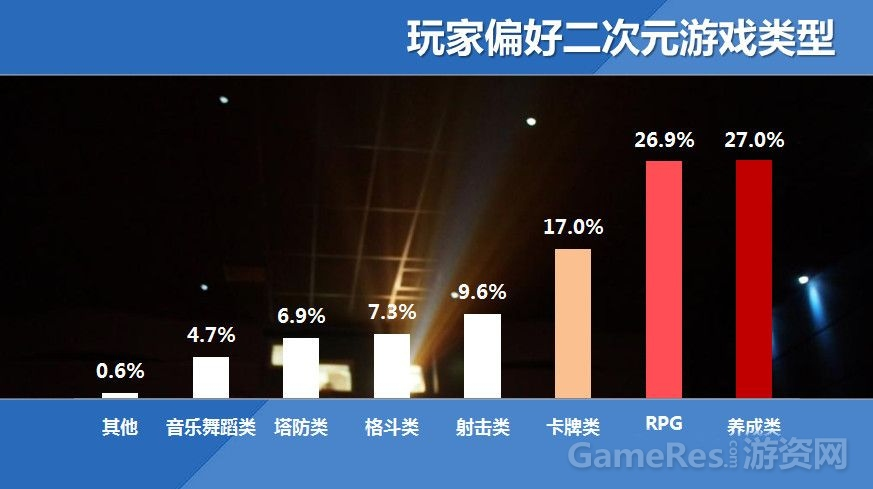 玩家偏好二次元游戏类型
0.6%
4.7%
6.9%
7.3%
9.6%
17.0%
26.9%
27.0%
其他
音乐舞蹈类
塔防类
格斗类
射击类
卡牌类
RPG
养成类
GameRes.com游资网